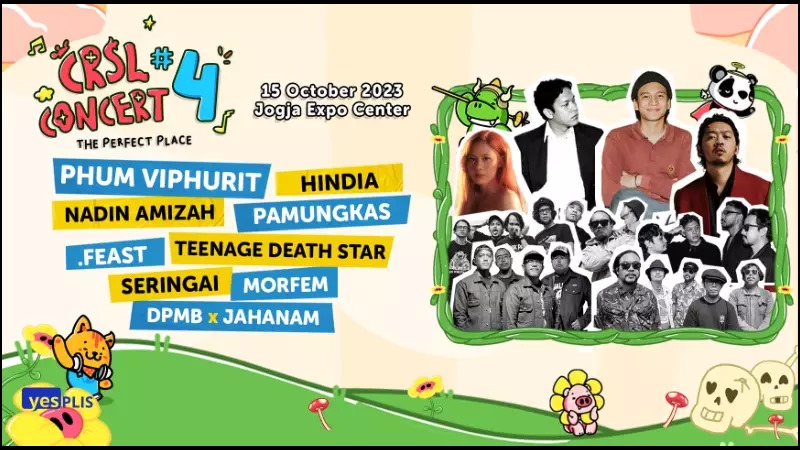 CRSL #4
CONCERT
THE PERFECT PLACE
15 October 2023
Jogja Expo Center
PHUM VIPHURIT
HINDIA
NADIN AMIZAH
PAMUNGKAS
.FEAST
TEENAGE DEATH STAR
SERINGAI
MORFEM
DPMB x JAHANAM
yesPLIS